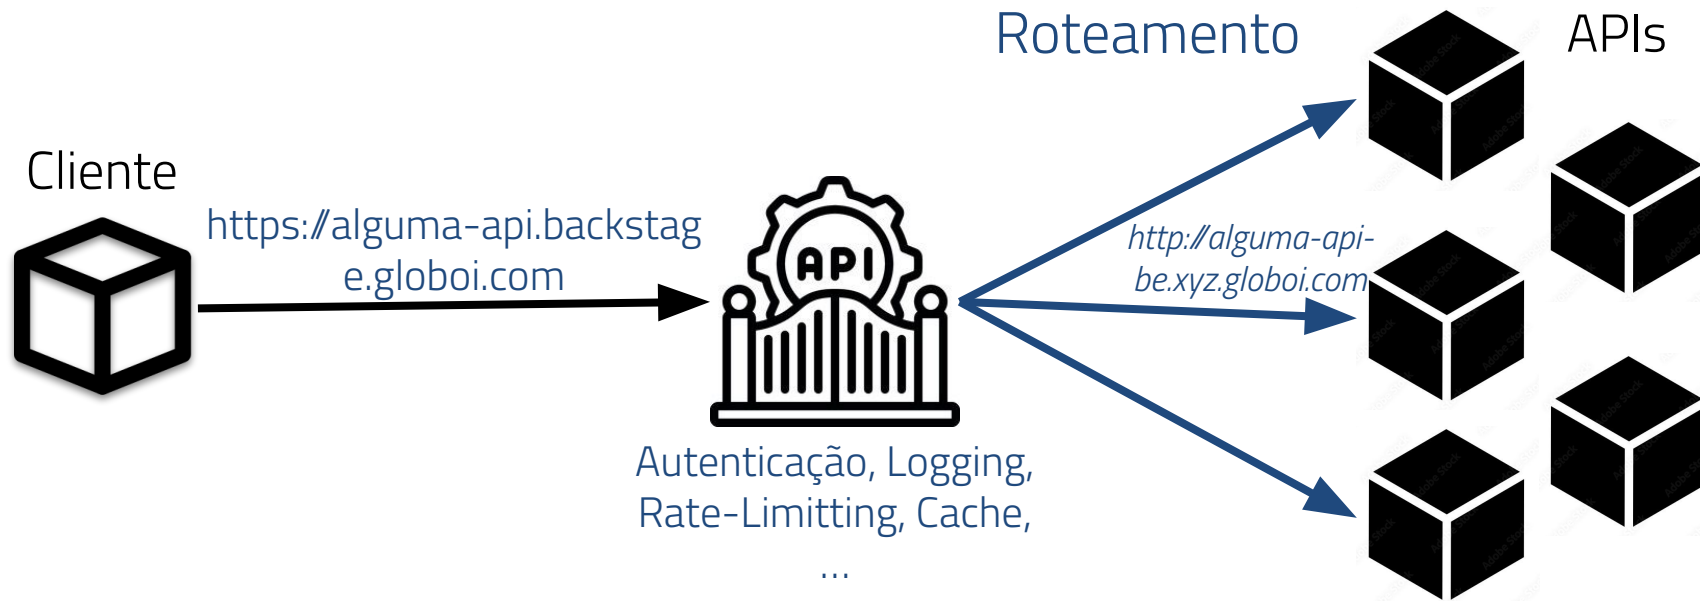 Roteamento
APIs
Cliente
https://alguma-api.backstag
e.globoi.com
API
http://alguma-api-
be.xyz.globoi.com
Autenticação, Logging,
Rate-Limitting, Cache,
...